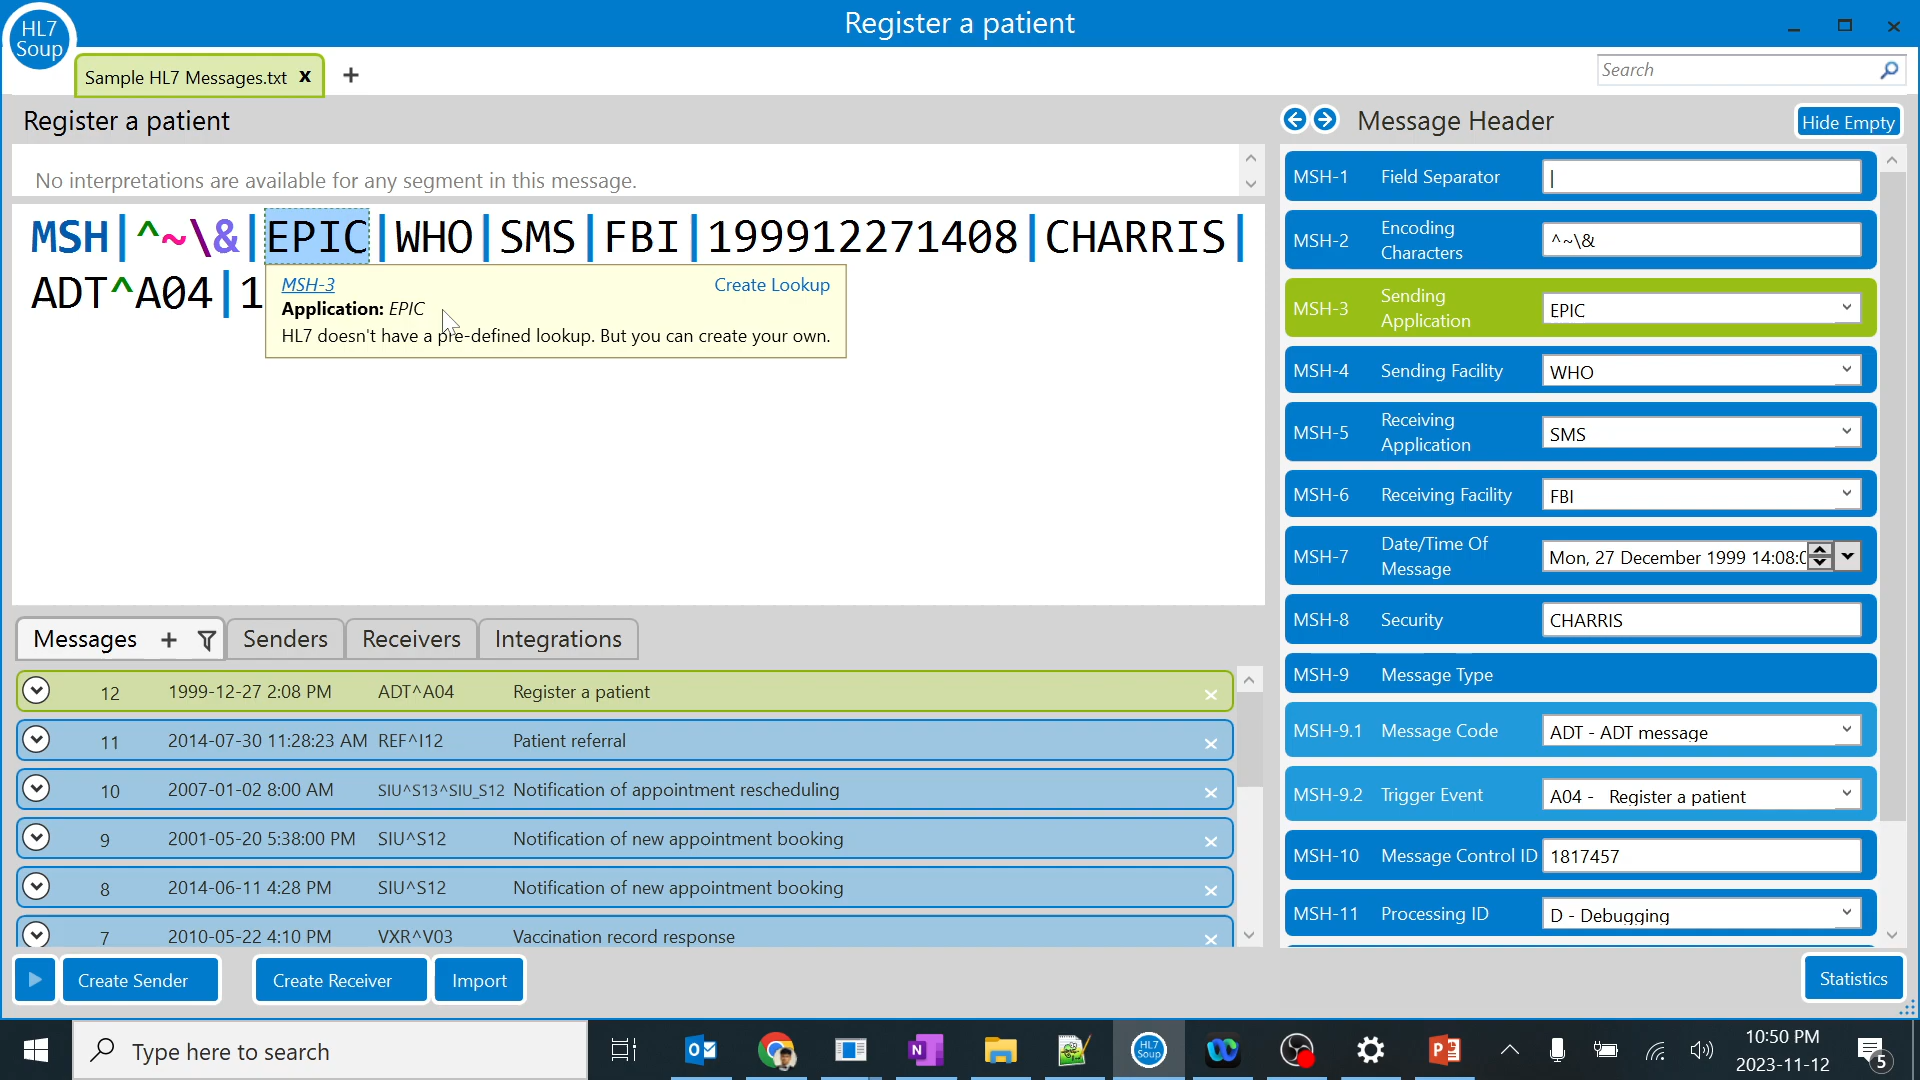 HL7
Soup
Register a patient
Sample HL7 Messages.txt x +
Search
Register a patient
No interpretations are available for any segment in this message.
MSH|^~\&|EPIC|WHO|SMS|FBI|199912271408|CHARRIS|
ADT^A04|1
MSH-3 Create Lookup
Application: EPIC
HL7 doesn't have a pre-defined lookup. But you can create your own.
Message Header
Hide Empty
MSH-1 Field Separator |
MSH-2 Encoding Characters ^~\&
MSH-3 Sending Application EPIC
MSH-4 Sending Facility WHO
MSH-5 Receiving Application SMS
MSH-6 Receiving Facility FBI
MSH-7 Date/Time Of Message Mon, 27 December 1999 14:08:0
MSH-8 Security CHARRIS
MSH-9 Message Type
MSH-9.1 Message Code ADT - ADT message
MSH-9.2 Trigger Event A04 - Register a patient
MSH-10 Message Control ID 1817457
MSH-11 Processing ID D - Debugging
Messages + Senders Receivers Integrations
12 1999-12-27 2:08 PM ADT^A04 Register a patient
11 2014-07-30 11:28:23 AM REF^I12 Patient referral
10 2007-01-02 8:00 AM SIU^S13^SIU_S12 Notification of appointment rescheduling
9 2001-05-20 5:38:00 PM SIU^S12 Notification of new appointment booking
8 2014-06-11 4:28 PM SIU^S12 Notification of new appointment booking
7 2010-05-22 4:10 PM VXR^V03 Vaccination record response
Create Sender Create Receiver Import
Statistics
Type here to search
HL7
Soup
10:50 PM
2023-11-12
5